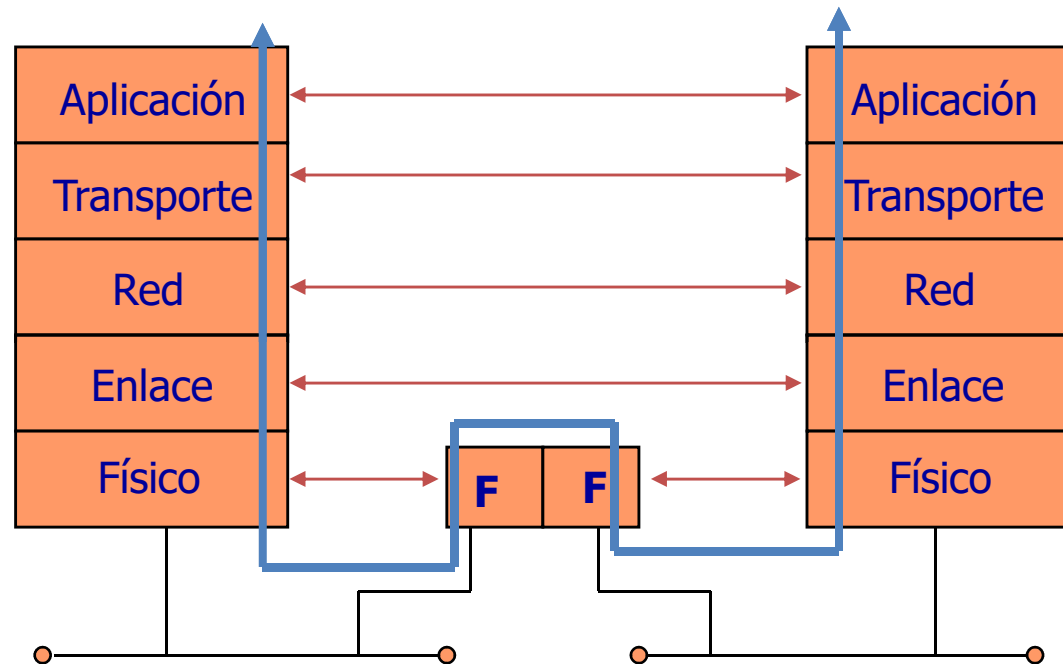 Aplicación
Transporte
Red
Enlace
Físico
F F
Aplicación
Transporte
Red
Enlace
Físico